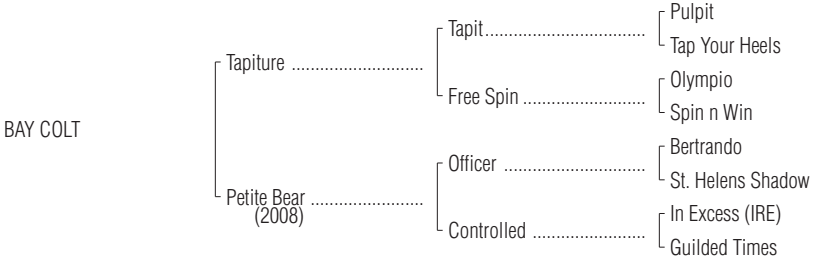 Pulpit
Tapit....................................
Tap Your Heels
Tapiture ............................
Olympio
Free Spin ..........................
Spin n Win
BAY COLT
Bertrando
Officer ..............................
St. Helens Shadow
Petite Bear ........................
(2008)
In Excess (IRE)
Controlled ........................
Guilded Times